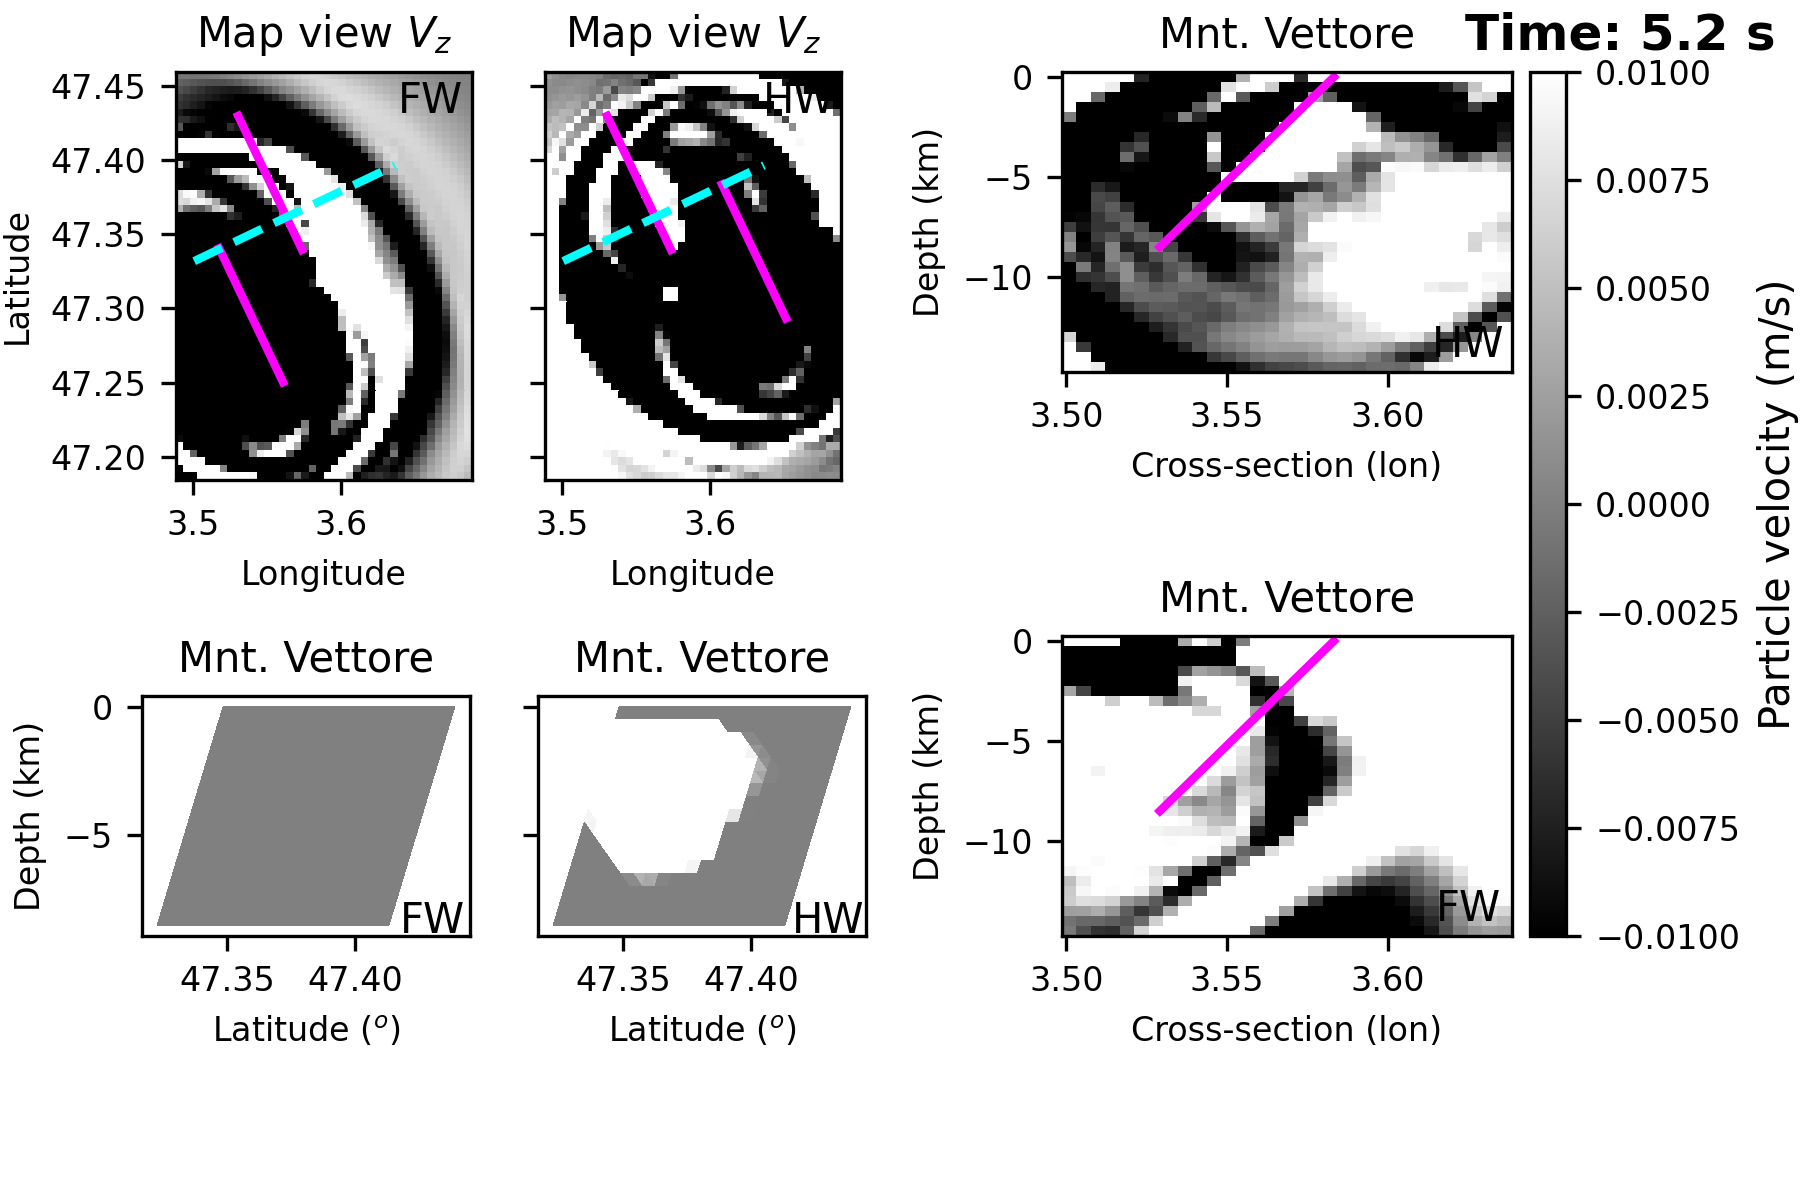 Map view Vz
Map view Vz
Mnt. Vettore
Time: 5.2 s
FW
47.45
47.40
47.35
47.30
47.25
47.20
Latitude
3.5
3.6
Longitude
HW
3.5
3.6
Longitude
0
−5
−10
Depth (km)
HW
3.50
3.55
3.60
Cross-section (lon)
0.0100
0.0075
0.0050
0.0025
0.0000
−0.0025
−0.0050
−0.0075
−0.0100
Particle velocity (m/s)
Mnt. Vettore
0
−5
Depth (km)
FW
47.35
47.40
Latitude (o)
Mnt. Vettore
HW
47.35
47.40
Latitude (o)
Mnt. Vettore
0
−5
−10
Depth (km)
FW
3.50
3.55
3.60
Cross-section (lon)